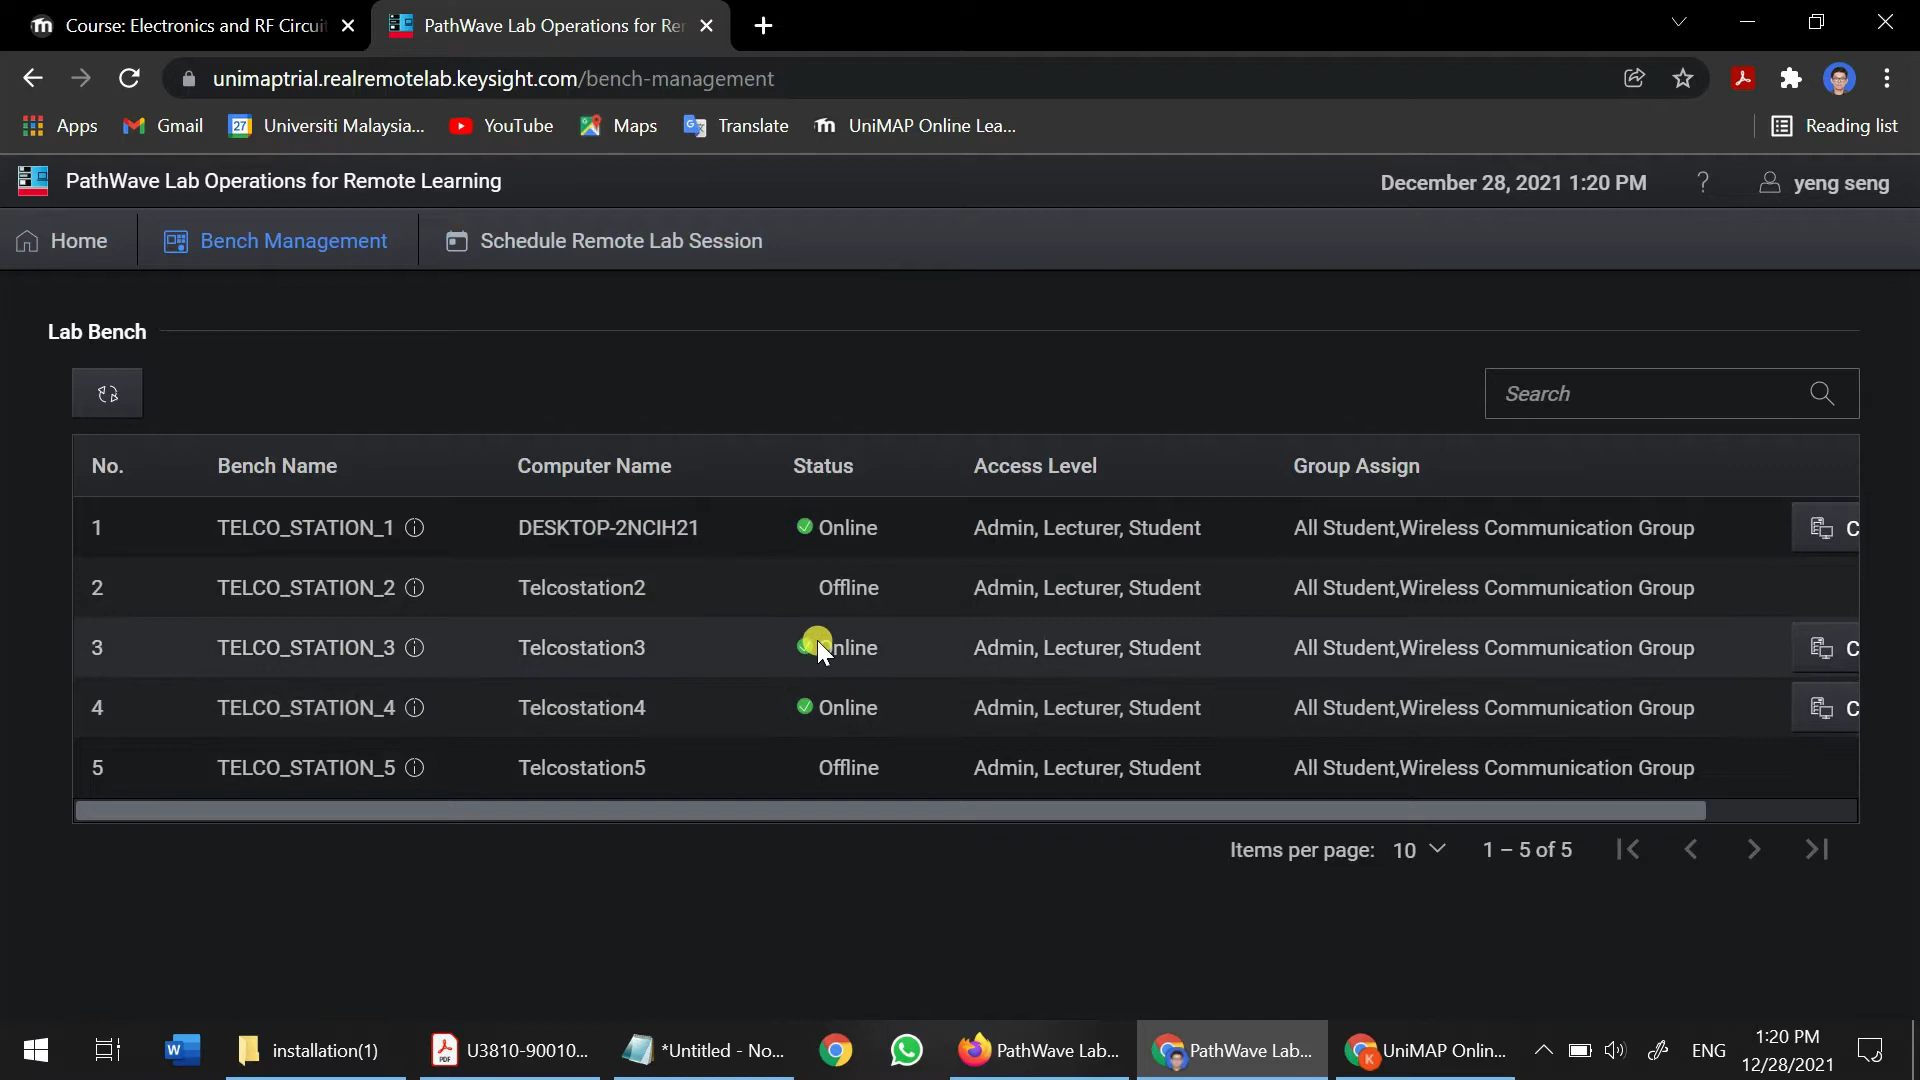 Course: Electronics and RF Circui
PathWave Lab Operations for Re
unimaptrial.realremotelab.keysight.com/bench-management
Apps Gmail 27 Universiti Malaysia... YouTube Maps Translate UniMAP Online Lea... Reading list
PathWave Lab Operations for Remote Learning December 28, 2021 1:20 PM ? yeng seng
Home Bench Management Schedule Remote Lab Session
Lab Bench
Search
No. Bench Name Computer Name Status Access Level Group Assign
1 TELCO_STATION_1 DESKTOP-2NCIH21 Online Admin, Lecturer, Student All Student,Wireless Communication Group C
2 TELCO_STATION_2 Telcostation2 Offline Admin, Lecturer, Student All Student,Wireless Communication Group
3 TELCO_STATION_3 Telcostation3 Online Admin, Lecturer, Student All Student,Wireless Communication Group C
4 TELCO_STATION_4 Telcostation4 Online Admin, Lecturer, Student All Student,Wireless Communication Group C
5 TELCO_STATION_5 Telcostation5 Offline Admin, Lecturer, Student All Student,Wireless Communication Group
Items per page: 10 1 – 5 of 5
installation(1) U3810-90010... *Untitled - No... PathWave Lab... PathWave Lab... UniMAP Onlin... ENG 1:20 PM
12/28/2021